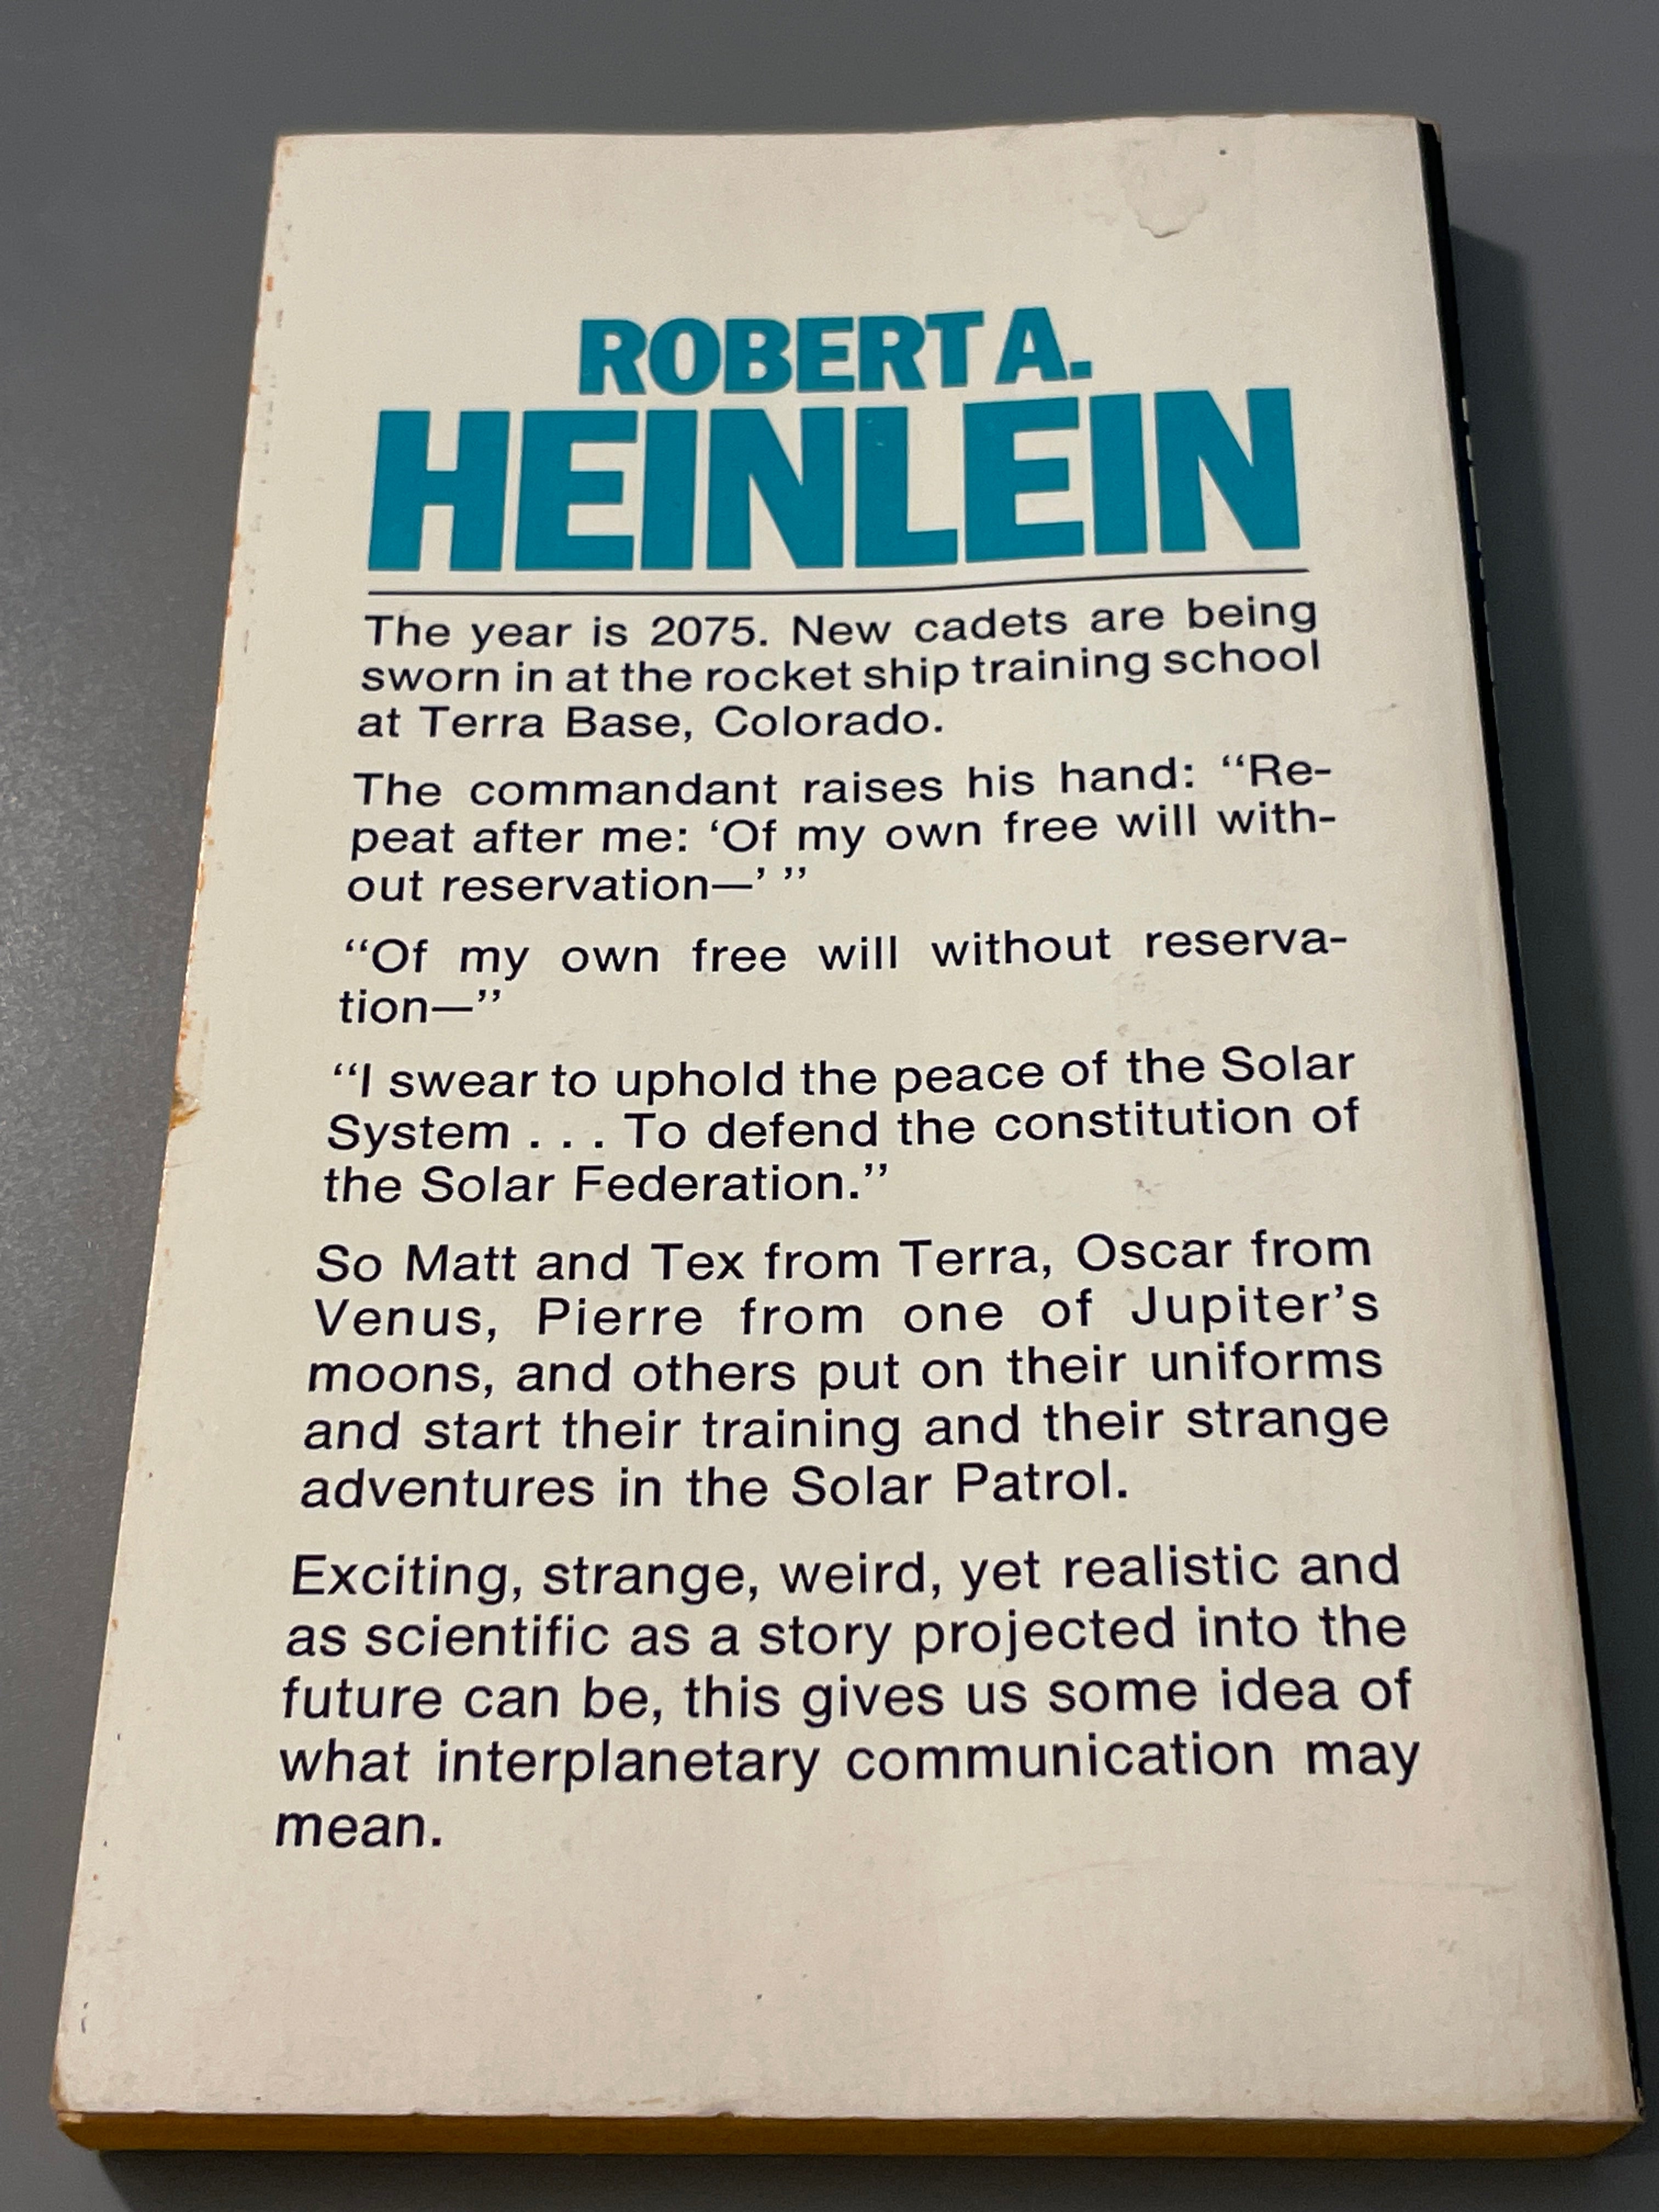 ROBERT A.
HEINLEIN
The year is 2075. New cadets are being
sworn in at the rocket ship training school
at Terra Base, Colorado.
The commandant raises his hand: “Re-
peat after me: ‘Of my own free will with-
out reservation—’ ”
“Of my own free will without reserva-
tion—”
“I swear to uphold the peace of the Solar
System . . . To defend the constitution of
the Solar Federation.”
So Matt and Tex from Terra, Oscar from
Venus, Pierre from one of Jupiter’s
moons, and others put on their uniforms
and start their training and their strange
adventures in the Solar Patrol.
Exciting, strange, weird, yet realistic and
as scientific as a story projected into the
future can be, this gives us some idea of
what interplanetary communication may
mean.